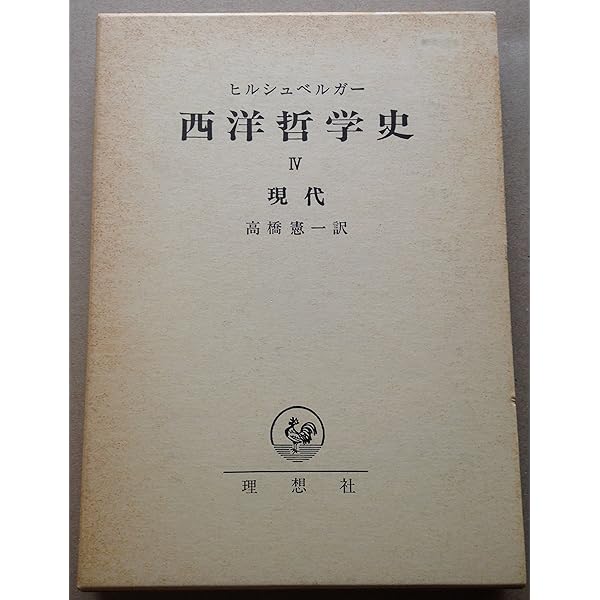 ヒルシュベルガー
西洋哲学史
Ⅳ
現代
高橋憲一訳
理想社